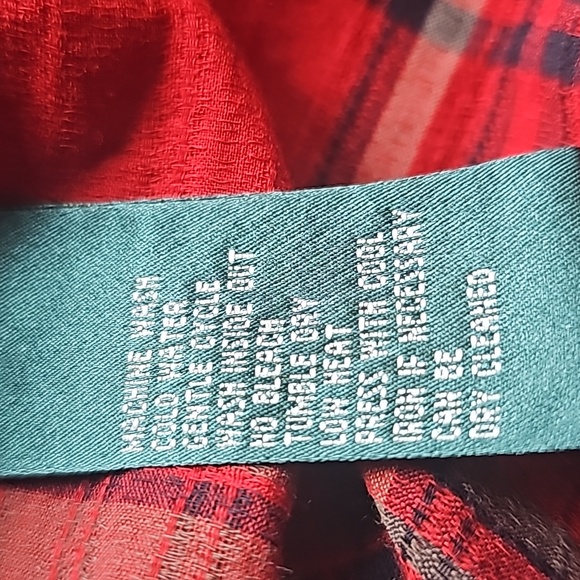 MACHINE WASH
COLD WATER
GENTLE CYCLE
WASH INSIDE OUT
NO BLEACH
TUMBLE DRY
LOW HEAT
PRESS WITH COOL
IRON IF NECESSARY
CAN BE
DRY CLEANED